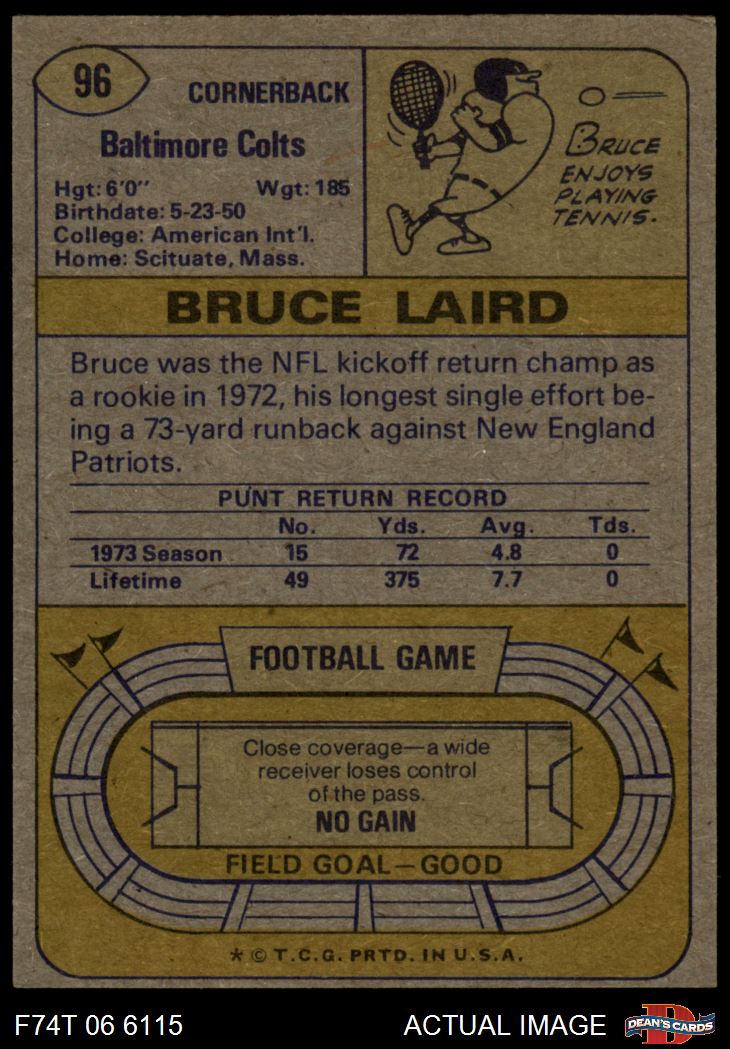 96
CORNERBACK
Baltimore Colts
Hgt: 6'0" Wgt: 185
Birthdate: 5-23-50
College: American Int'l.
Home: Scituate, Mass.
BRUCE
ENJOYS
PLAYING
TENNIS.
BRUCE LAIRD
Bruce was the NFL kickoff return champ as
a rookie in 1972, his longest single effort be-
ing a 73-yard runback against New England
Patriots.
PUNT RETURN RECORD
No. Yds. Avg. Tds.
1973 Season 15 72 4.8 0
Lifetime 49 375 7.7 0
FOOTBALL GAME
Close coverage—a wide
receiver loses control
of the pass.
NO GAIN
FIELD GOAL—GOOD
* © T.C.G. PRTD. IN U.S.A.
F74T 06 6115 ACTUAL IMAGE
D
DEAN'S CARDS